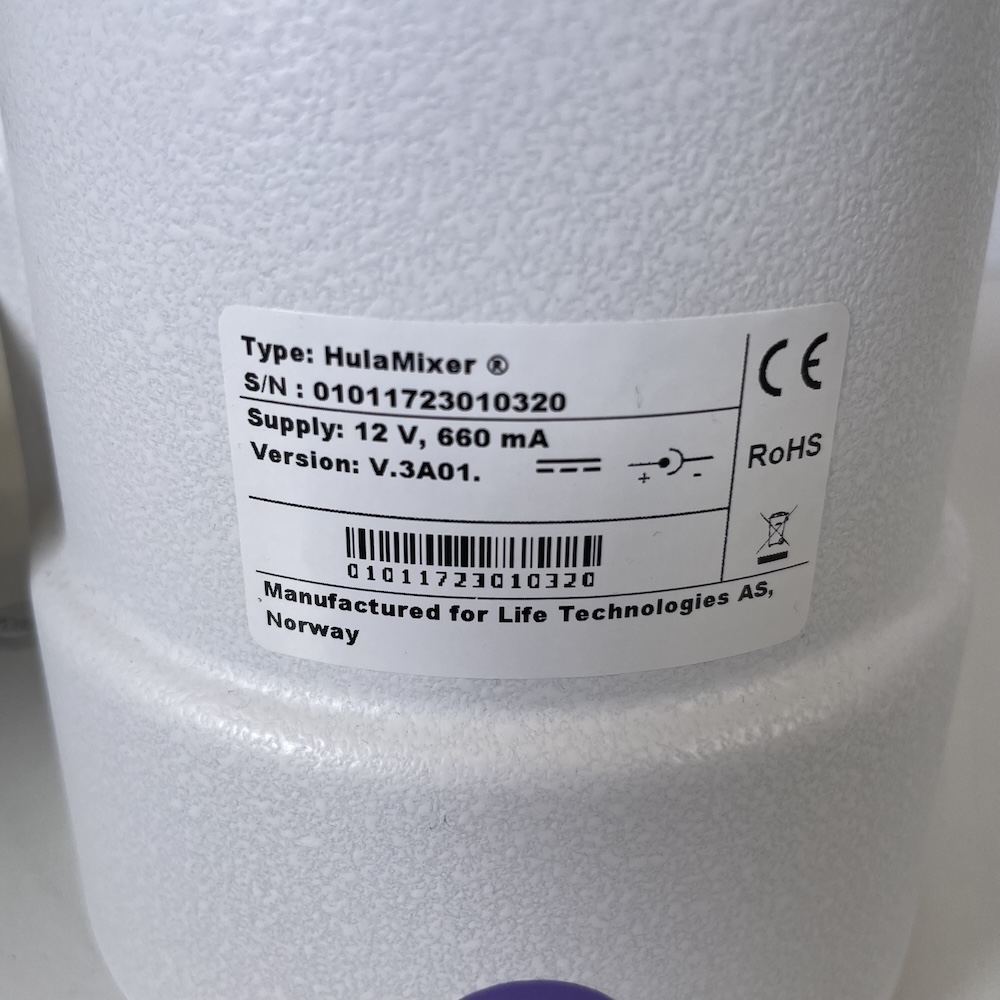 Type: HulaMixer ®
S/N : 01011723010320
Supply: 12 V, 660 mA
Version: V.3A01.
+ -
CE
RoHS
01011723010320
Manufactured for Life Technologies AS,
Norway